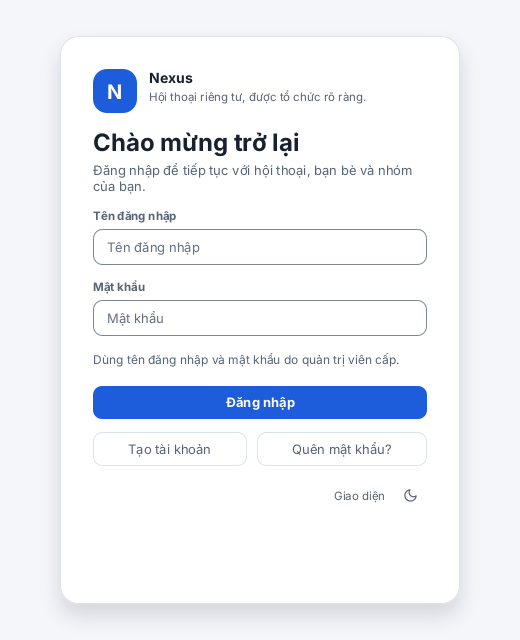 N
Nexus
Hội thoại riêng tư, được tổ chức rõ ràng.
Chào mừng trở lại
Đăng nhập để tiếp tục với hội thoại, bạn bè và nhóm
của bạn.
Tên đăng nhập
Tên đăng nhập
Mật khẩu
Mật khẩu
Dùng tên đăng nhập và mật khẩu do quản trị viên cấp.
Đăng nhập
Tạo tài khoản
Quên mật khẩu?
Giao diện